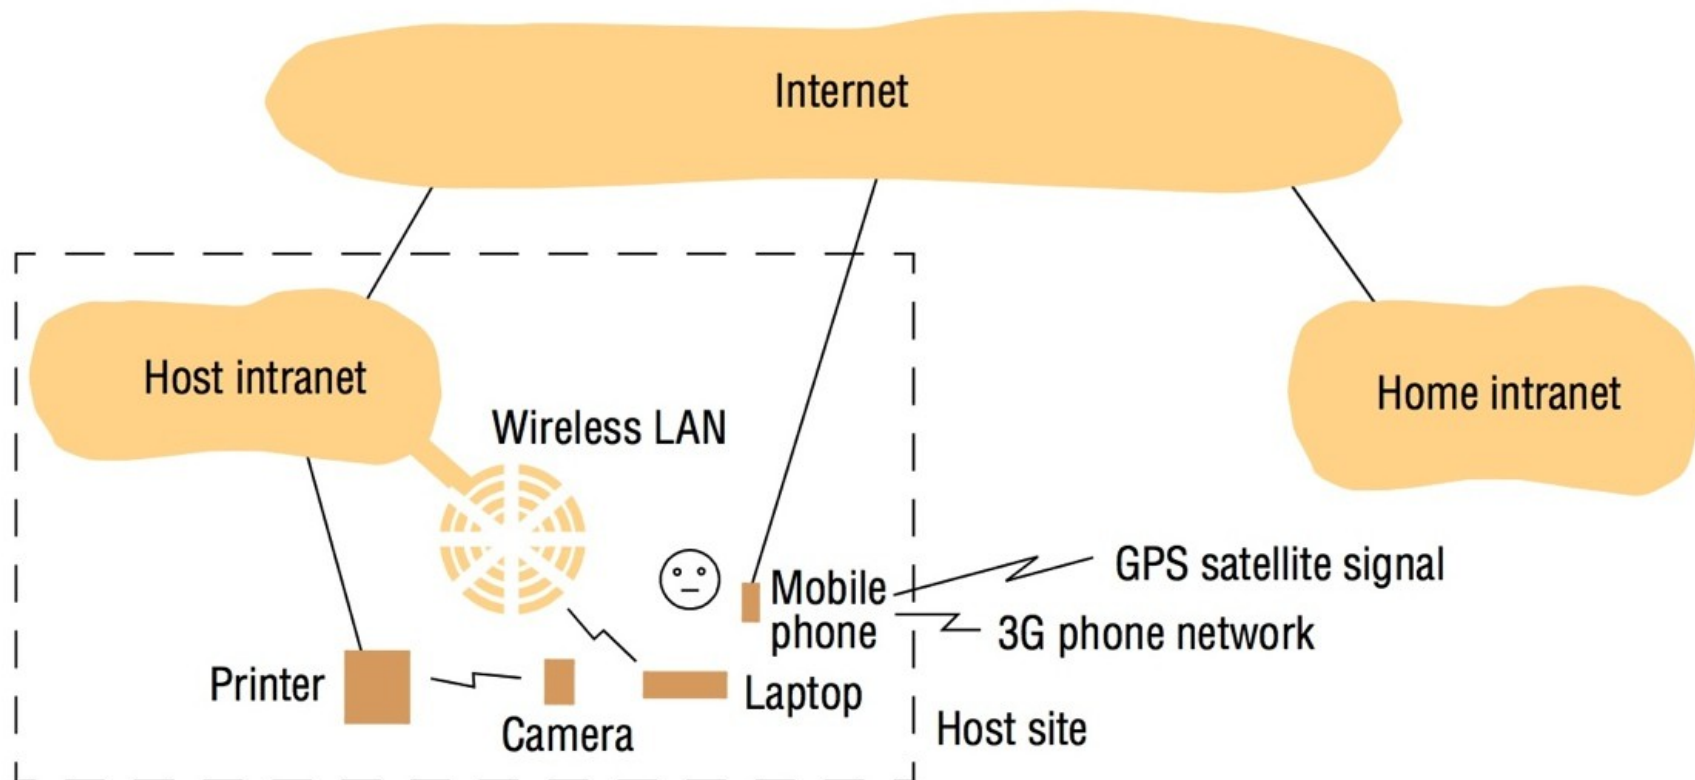 Internet
Host intranet
Wireless LAN
Home intranet
Mobile
phone
GPS satellite signal
3G phone network
Printer
Camera
Laptop
Host site